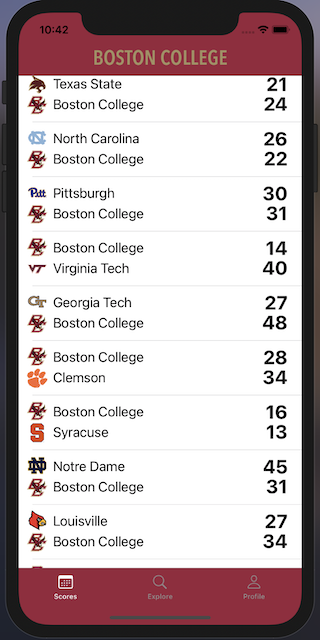 10:42
BOSTON COLLEGE
Texas State 21
Boston College 24
North Carolina 26
Boston College 22
Pitt Pittsburgh 30
Boston College 31
Boston College 14
VT Virginia Tech 40
GT Georgia Tech 27
Boston College 48
Boston College 28
Clemson 34
Boston College 16
S Syracuse 13
ND Notre Dame 45
Boston College 31
Louisville 27
Boston College 34
Scores Explore Profile